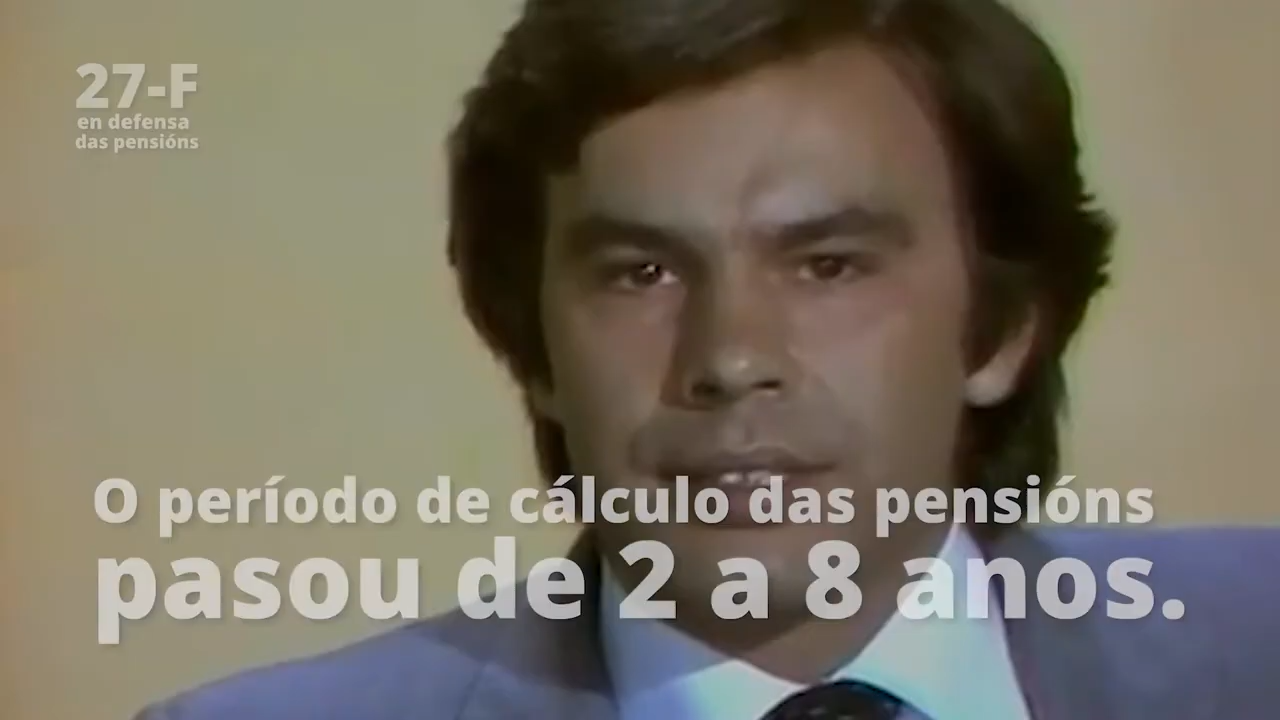 27-F
en defensa
das pensións
O período de cálculo das pensións
pasou de 2 a 8 anos.